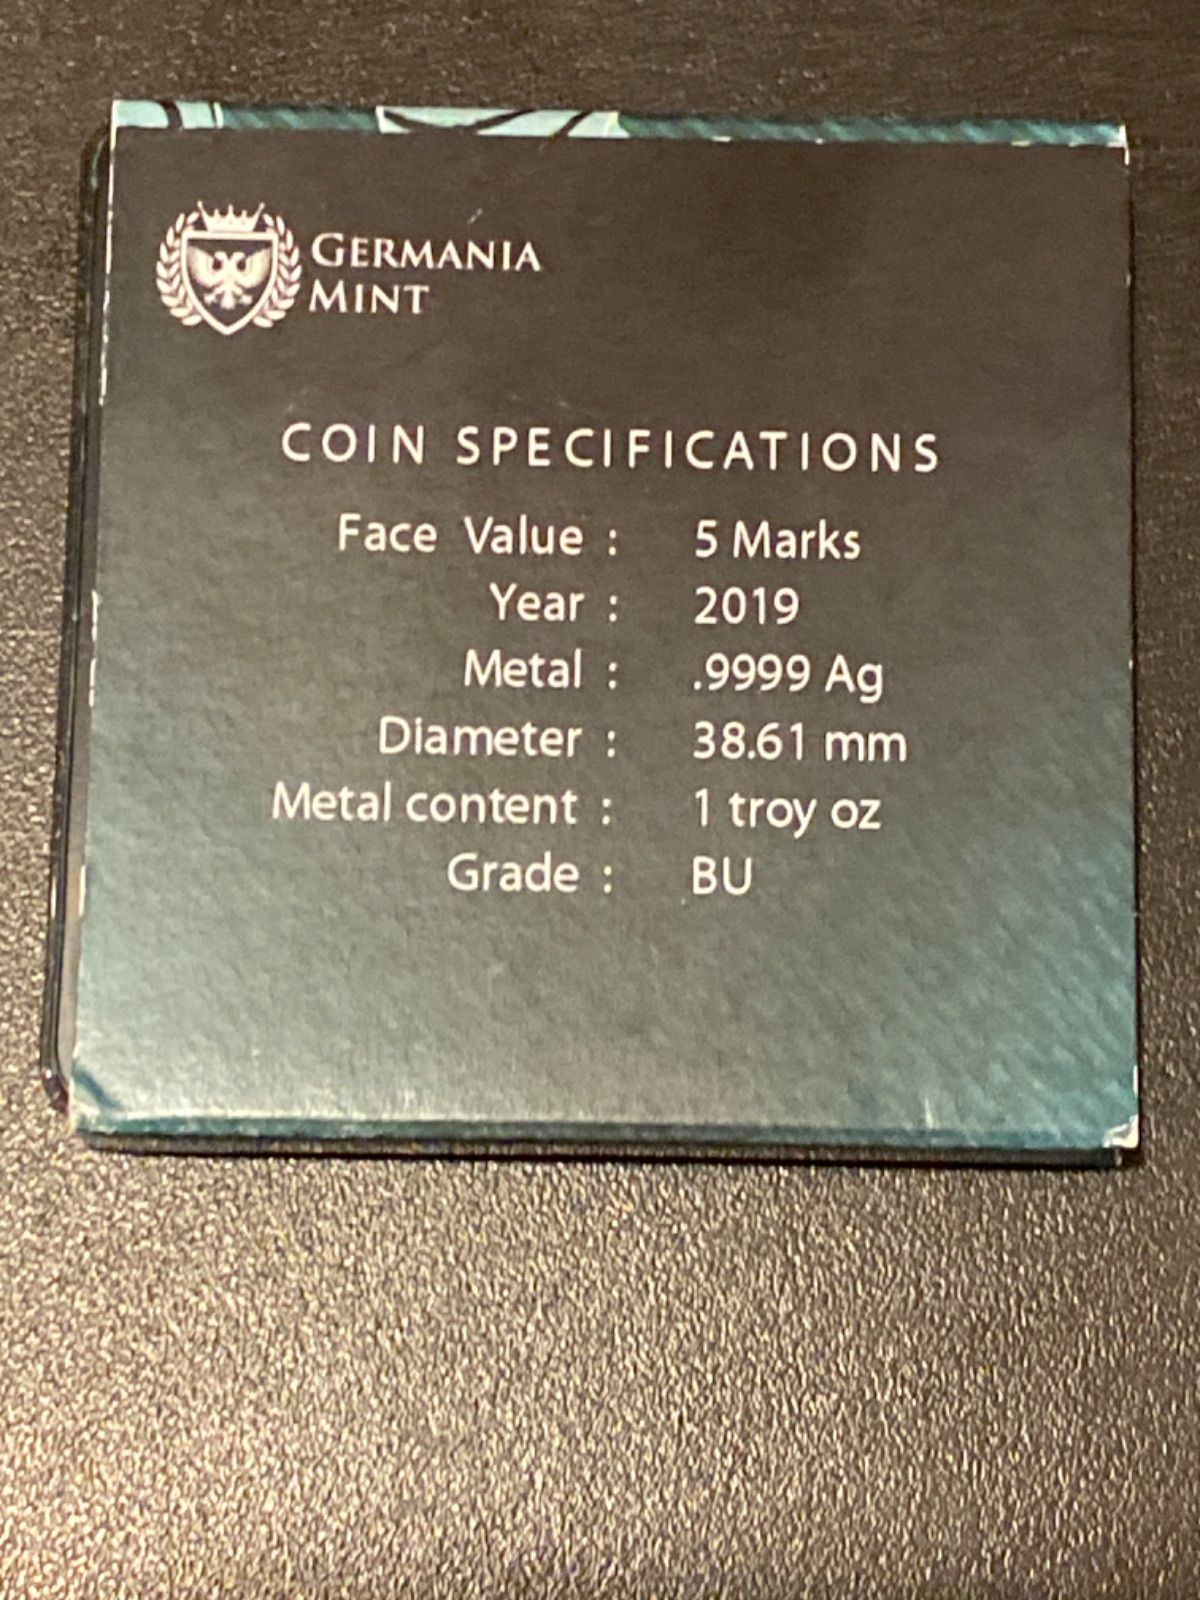 GERMANIA
MINT
COIN SPECIFICATIONS
Face Value : 5 Marks
Year : 2019
Metal : .9999 Ag
Diameter : 38.61 mm
Metal content : 1 troy oz
Grade : BU